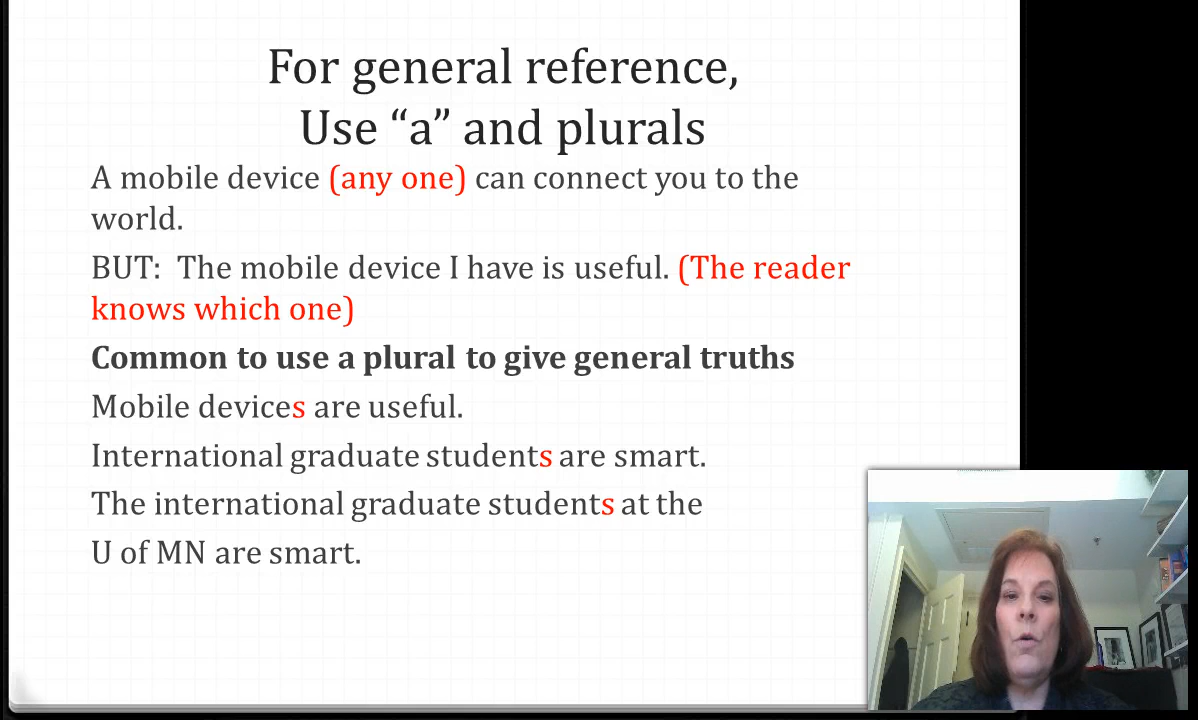 For general reference,
Use “a” and plurals
A mobile device (any one) can connect you to the
world.
BUT:  The mobile device I have is useful. (The reader
knows which one)
Common to use a plural to give general truths
Mobile devices are useful.
International graduate students are smart.
The international graduate students at the
U of MN are smart.